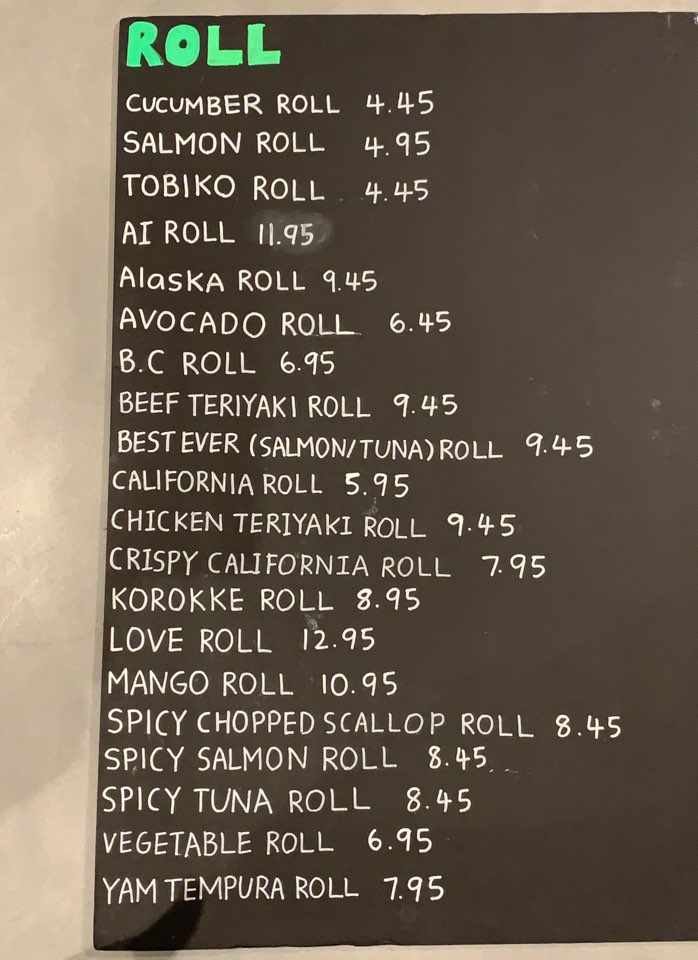 ROLL
CUCUMBER ROLL 4.45
SALMON ROLL 4.95
TOBIKO ROLL 4.45
AI ROLL 11.95
AlasKA ROLL 9.45
AVOCADO ROLL 6.45
B.C ROLL 6.95
BEEF TERIYAKI ROLL 9.45
BEST EVER (SALMON/TUNA) ROLL 9.45
CALIFORNIA ROLL 5.95
CHICKEN TERIYAKI ROLL 9.45
CRISPY CALIFORNIA ROLL 7.95
KOROKKE ROLL 8.95
LOVE ROLL 12.95
MANGO ROLL 10.95
SPICY CHOPPED SCALLOP ROLL 8.45
SPICY SALMON ROLL 8.45
SPICY TUNA ROLL 8.45
VEGETABLE ROLL 6.95
YAM TEMPURA ROLL 7.95